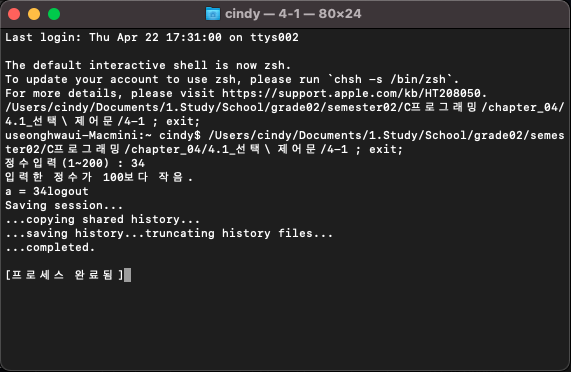 cindy — 4-1 — 80×24
Last login: Thu Apr 22 17:31:00 on ttys002
The default interactive shell is now zsh.
To update your account to use zsh, please run `chsh -s /bin/zsh`.
For more details, please visit https://support.apple.com/kb/HT208050.
/Users/cindy/Documents/1.Study/School/grade02/semester02/C프로그래밍/chapter_04/
4.1_선택\ 제어문/4-1 ; exit;
useonghwaui-Macmini:~ cindy$ /Users/cindy/Documents/1.Study/School/grade02/semes
ter02/C프로그래밍/chapter_04/4.1_선택\ 제어문/4-1 ; exit;
정수입력(1~200) : 34
입력한 정수가 100보다 작음.
a = 34logout
Saving session...
...copying shared history...
...saving history...truncating history files...
...completed.
[프로세스 완료됨]